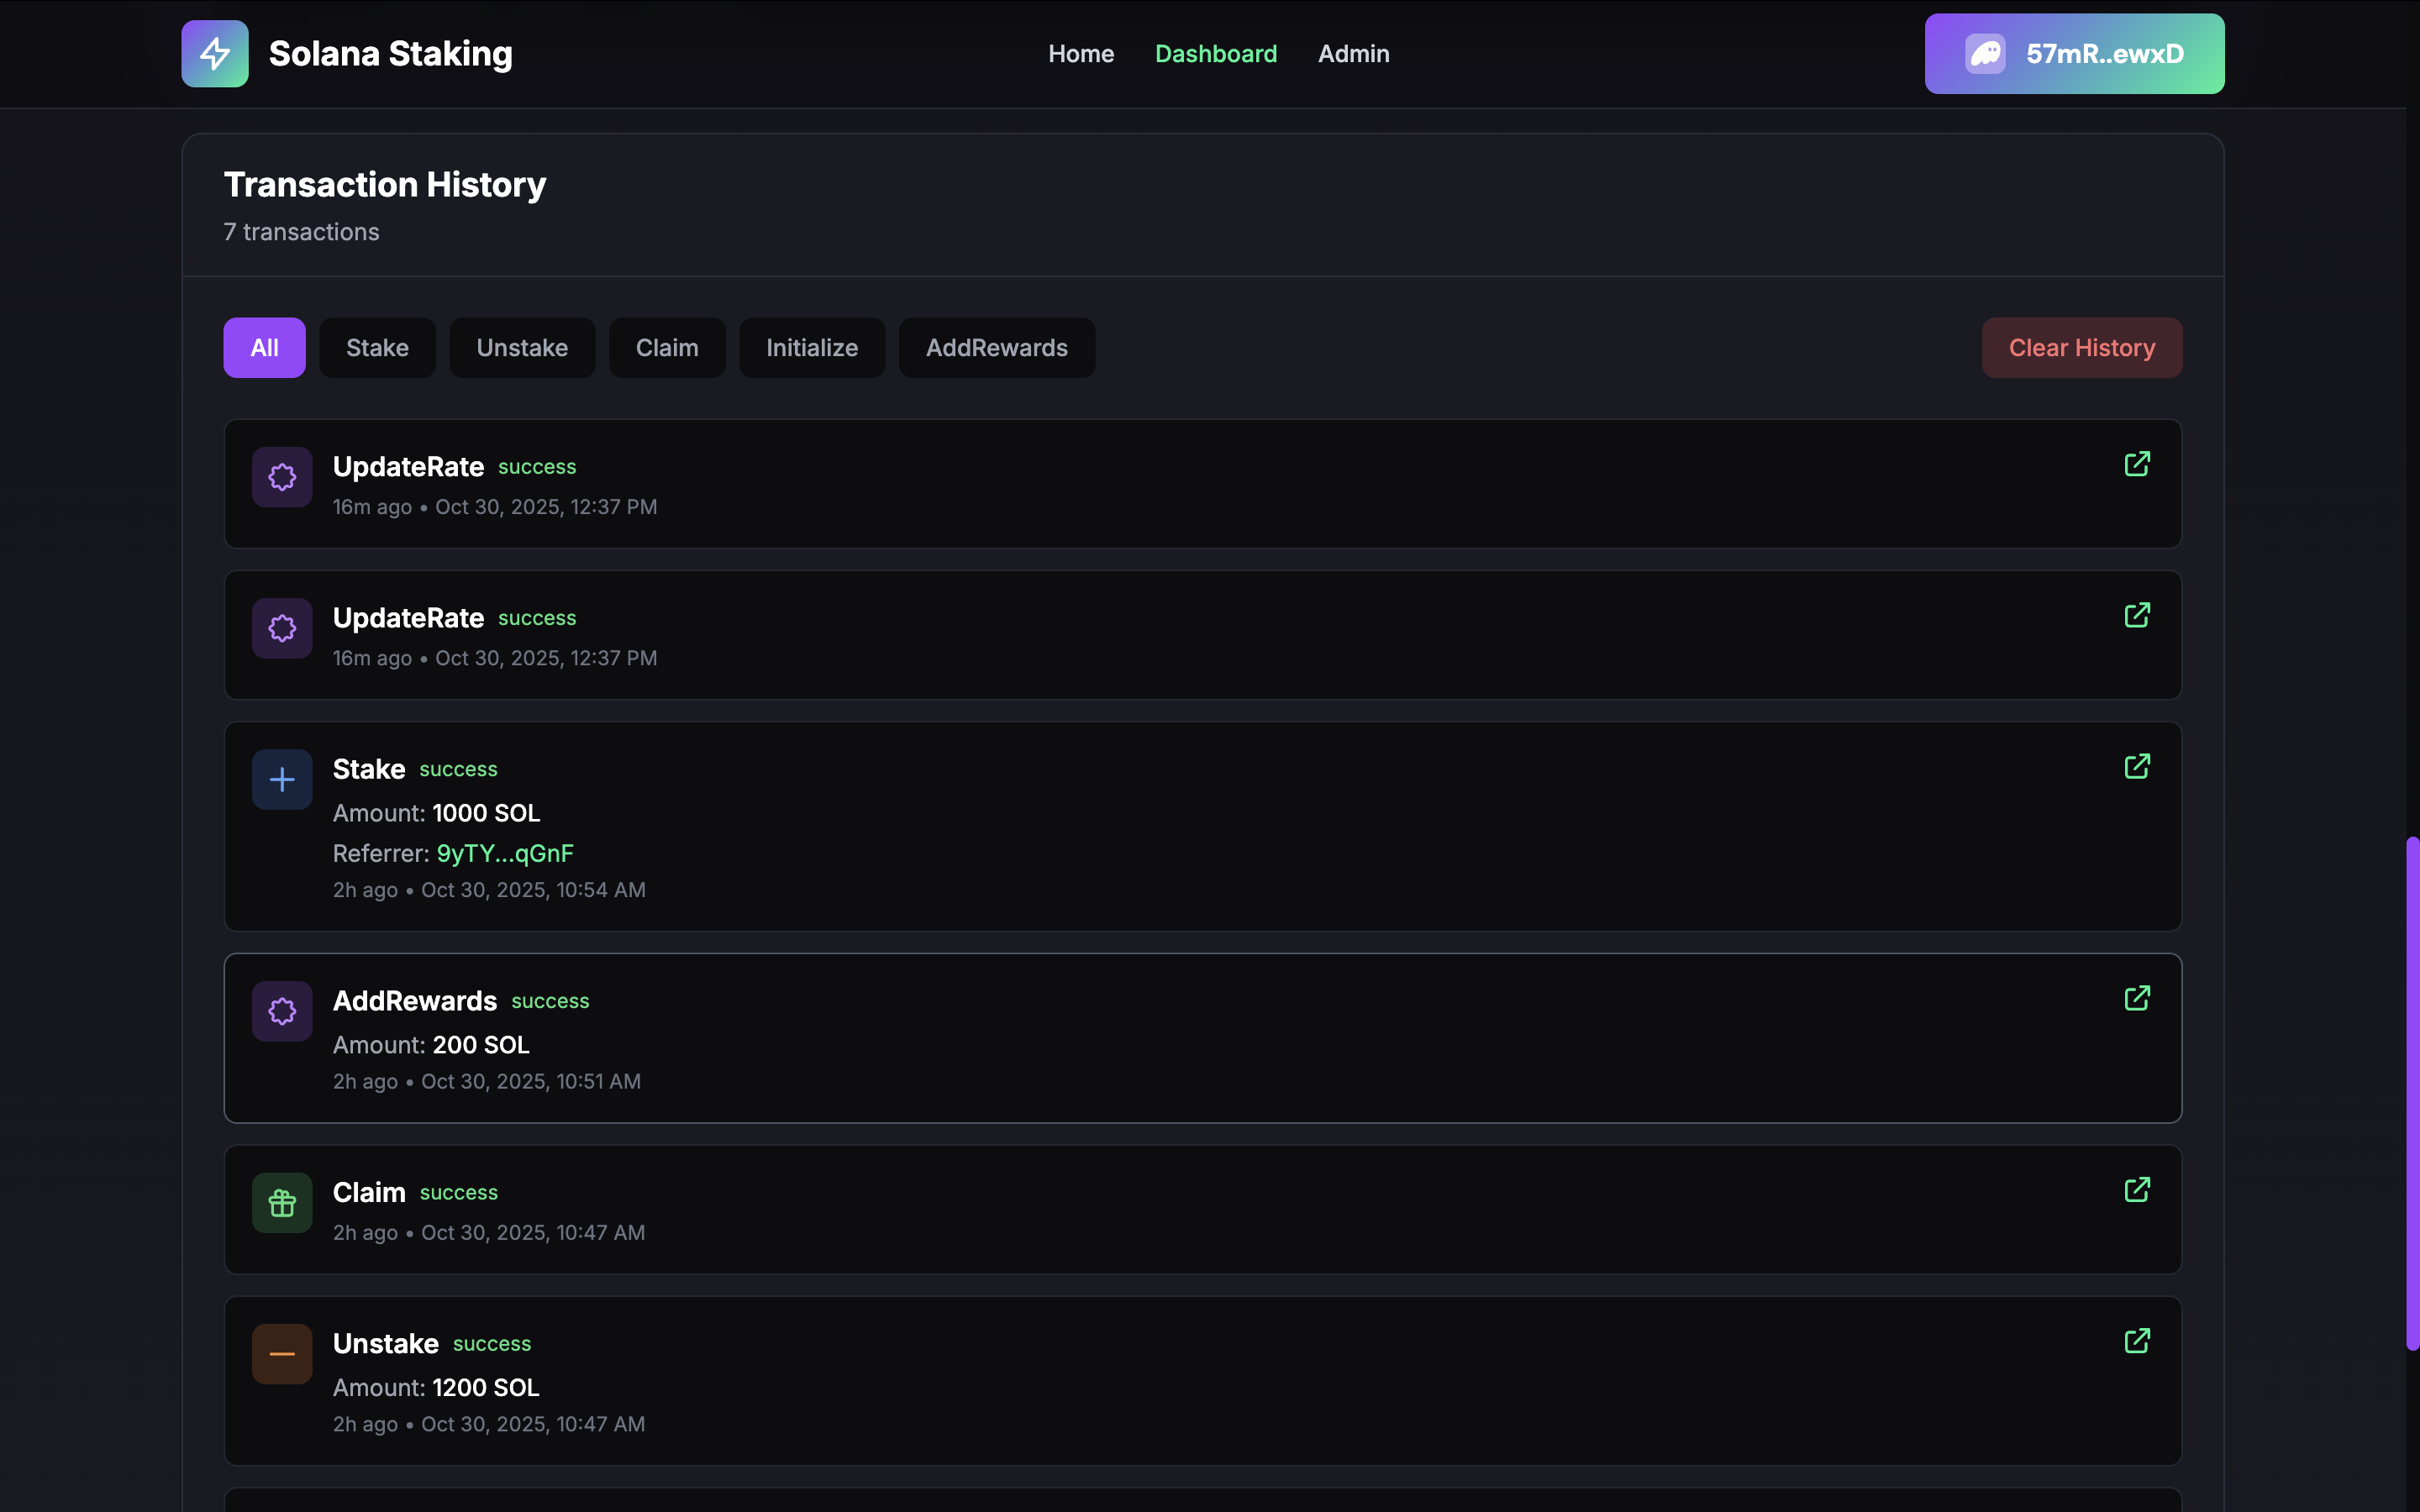 Solana Staking
Home
Dashboard
Admin
57mR..ewxD
Transaction History
7 transactions
All
Stake
Unstake
Claim
Initialize
AddRewards
Clear History
UpdateRate success
16m ago • Oct 30, 2025, 12:37 PM
UpdateRate success
16m ago • Oct 30, 2025, 12:37 PM
Stake success
Amount: 1000 SOL
Referrer: 9yTY...qGnF
2h ago • Oct 30, 2025, 10:54 AM
AddRewards success
Amount: 200 SOL
2h ago • Oct 30, 2025, 10:51 AM
Claim success
2h ago • Oct 30, 2025, 10:47 AM
Unstake success
Amount: 1200 SOL
2h ago • Oct 30, 2025, 10:47 AM